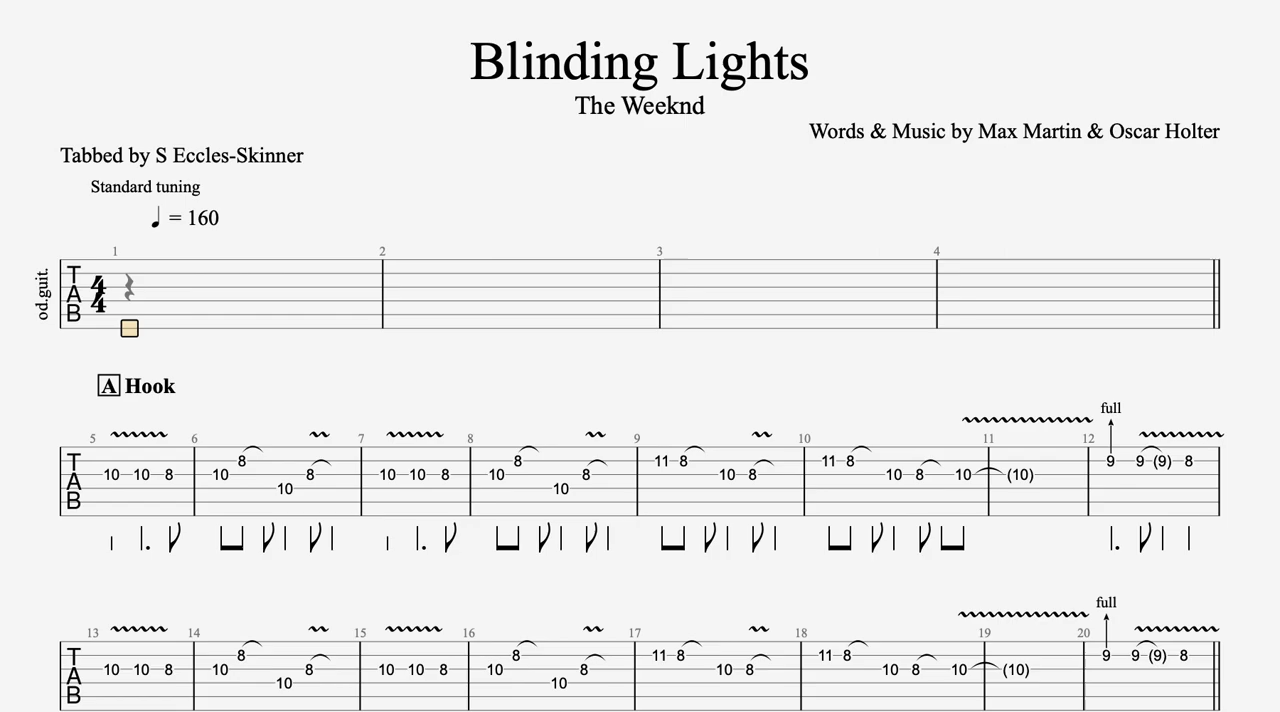 Blinding Lights
The Weeknd
Words & Music by Max Martin & Oscar Holter
Tabbed by S Eccles-Skinner
Standard tuning
= 160
1 2 3 4
od.guit.
T
A
B
4
4
A Hook
full
5 6 7 8 9 10 11 12
T
A
B
10 10 8 10 8 10 8 10 10 8 10 8 10 8 11 8 10 8 11 8 10 8 10 (10) 9 9 (9) 8
full
13 14 15 16 17 18 19 20
T
A
B
10 10 8 10 8 10 8 10 10 8 10 8 10 8 11 8 10 8 11 8 10 8 10 (10) 9 9 (9) 8